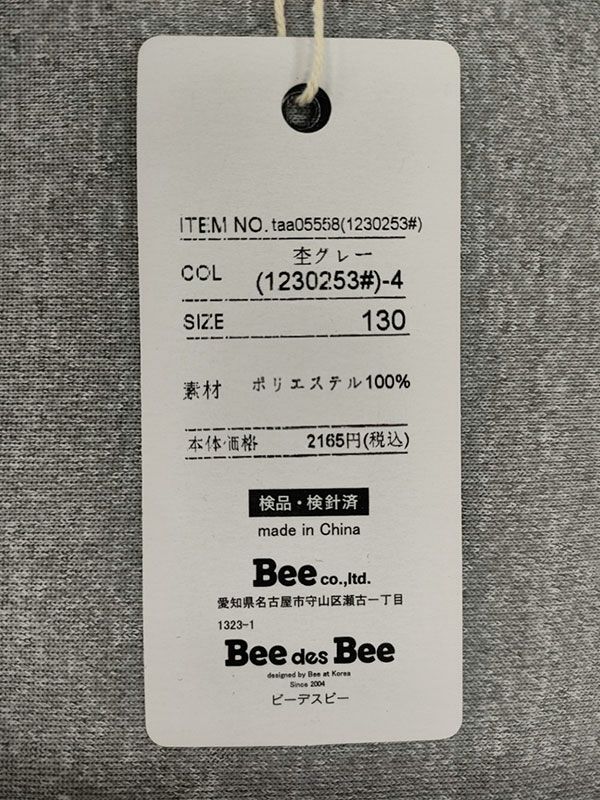 ITEM NO. taa05558(1230253#)
COL 杢グレー
(1230253#)-4
SIZE 130
素材 ポリエステル100%
本体価格 2165円(税込)
検品・検針済
made in China
Bee co.,ltd.
愛知県名古屋市守山区瀬古一丁目
1323-1
Bee des Bee
designed by Bee at Korea
Since 2004
ビーデスビー